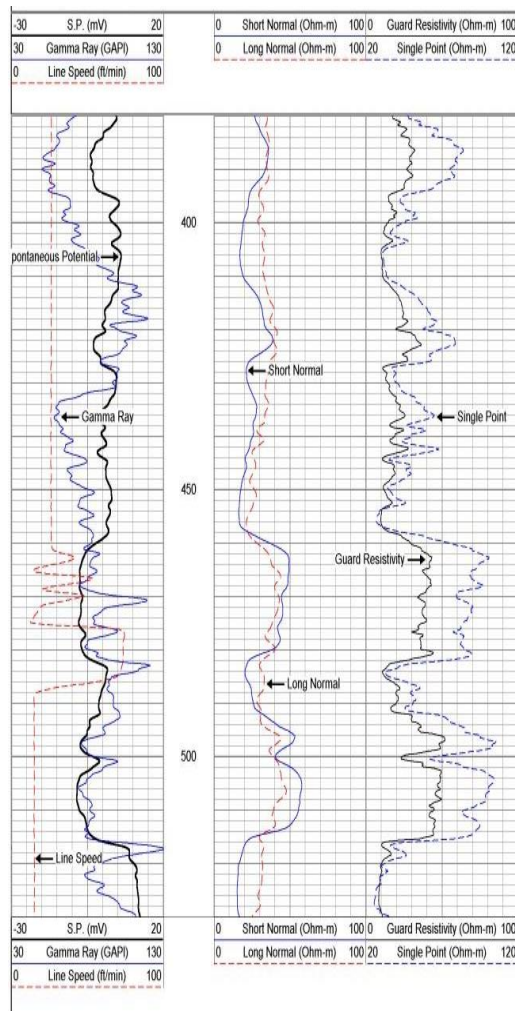 -30 S.P. (mV) 20
30 Gamma Ray (GAPI) 130
0 Line Speed (ft/min) 100
0 Short Normal (Ohm-m) 100
0 Long Normal (Ohm-m) 100
0 Guard Resistivity (Ohm-m) 100
20 Single Point (Ohm-m) 120
400
pontaneous Potential
Short Normal
Gamma Ray
Single Point
450
Guard Resistivity
Long Normal
500
Line Speed
-30 S.P. (mV) 20
30 Gamma Ray (GAPI) 130
0 Line Speed (ft/min) 100
0 Short Normal (Ohm-m) 100
0 Long Normal (Ohm-m) 100
0 Guard Resistivity (Ohm-m) 100
20 Single Point (Ohm-m) 120